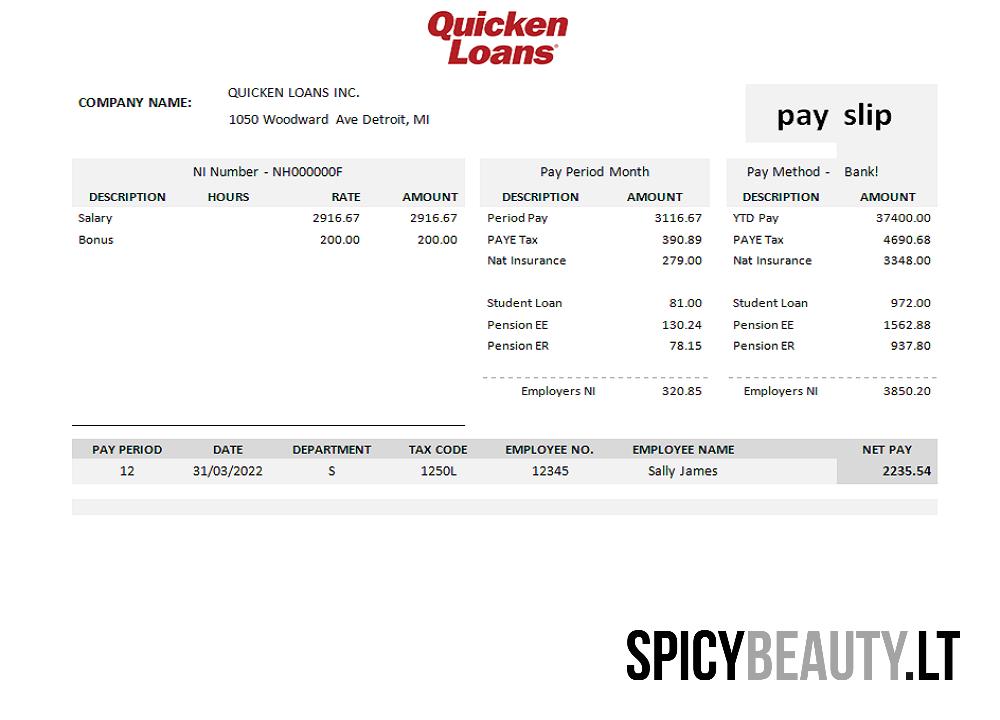 Quicken
Loans
COMPANY NAME:
QUICKEN LOANS INC.
1050 Woodward Ave Detroit, MI
pay slip
NI Number - NH000000F
DESCRIPTION HOURS RATE AMOUNT
Salary 2916.67 2916.67
Bonus 200.00 200.00
Pay Period Month
DESCRIPTION AMOUNT
Period Pay 3116.67
PAYE Tax 390.89
Nat Insurance 279.00
Student Loan 81.00
Pension EE 130.24
Pension ER 78.15
Employers NI 320.85
Pay Method - Bank!
DESCRIPTION AMOUNT
YTD Pay 37400.00
PAYE Tax 4690.68
Nat Insurance 3348.00
Student Loan 972.00
Pension EE 1562.88
Pension ER 937.80
Employers NI 3850.20
PAY PERIOD DATE DEPARTMENT TAX CODE EMPLOYEE NO. EMPLOYEE NAME NET PAY
12 31/03/2022 S 1250L 12345 Sally James 2235.54
SPICYBEAUTY.LT